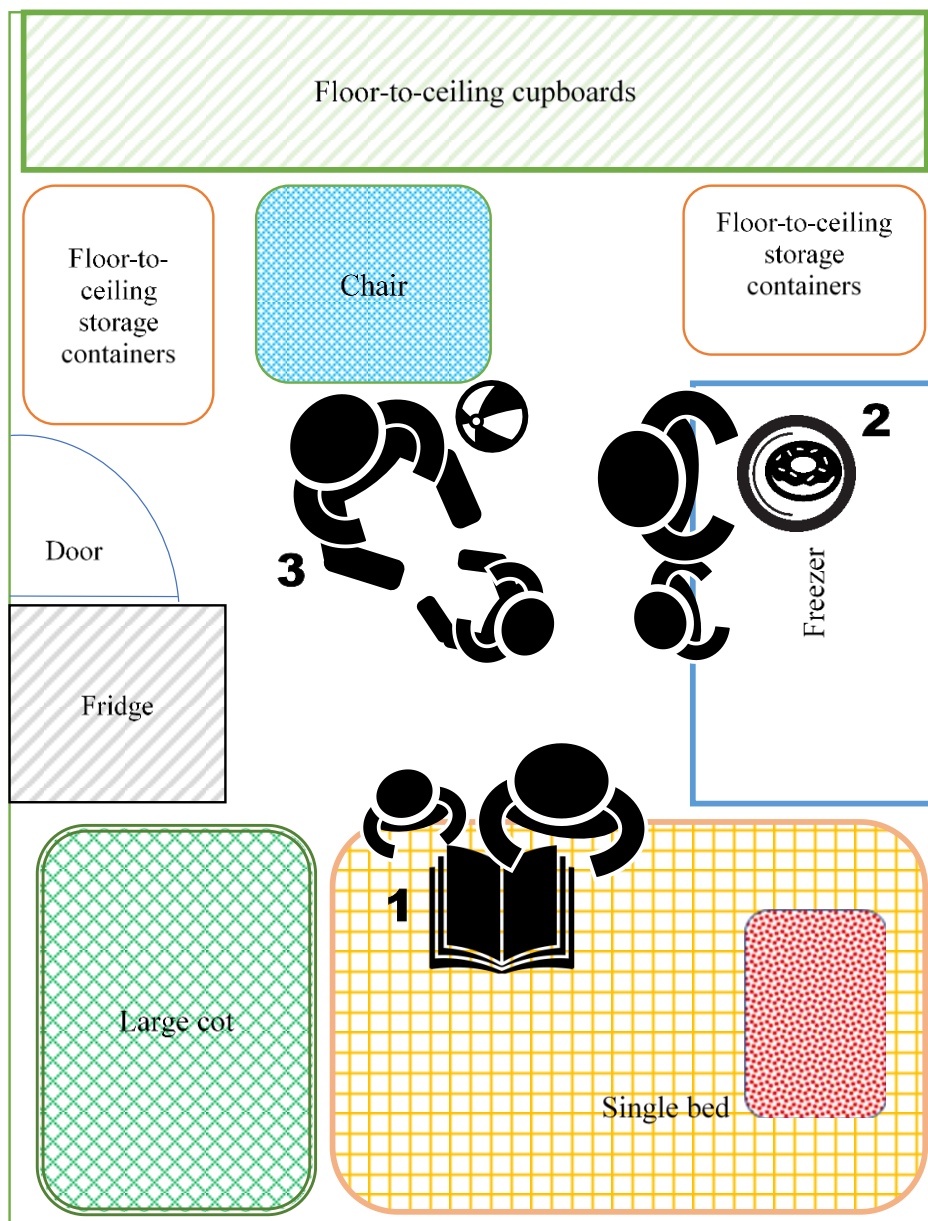 Floor-to-ceiling cupboards
Floor-to-
ceiling
storage
containers
Chair
Floor-to-ceiling
storage
containers
2
Door
3
Freezer
Fridge
1
Large cot
Single bed